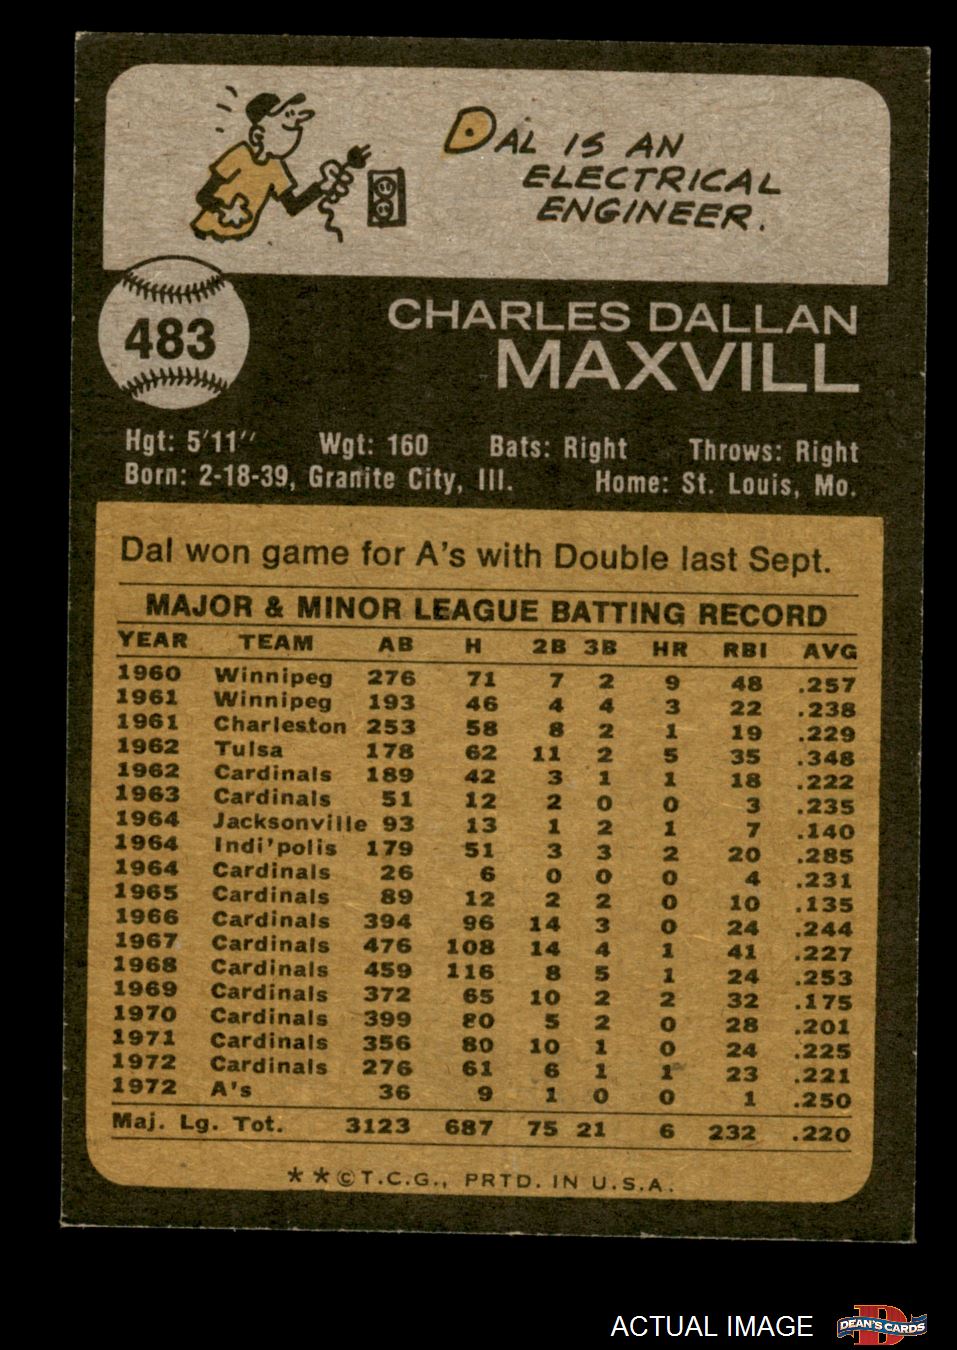 DAL IS AN
ELECTRICAL
ENGINEER.
483
CHARLES DALLAN
MAXVILL
Hgt: 5'11" Wgt: 160 Bats: Right Throws: Right
Born: 2-18-39, Granite City, Ill. Home: St. Louis, Mo.
Dal won game for A's with Double last Sept.
MAJOR & MINOR LEAGUE BATTING RECORD
YEAR TEAM AB H 2B 3B HR RBI AVG
1960 Winnipeg 276 71 7 2 9 48 .257
1961 Winnipeg 193 46 4 4 3 22 .238
1961 Charleston 253 58 8 2 1 19 .229
1962 Tulsa 178 62 11 2 5 35 .348
1962 Cardinals 189 42 3 1 1 18 .222
1963 Cardinals 51 12 2 0 0 3 .235
1964 Jacksonville 93 13 1 2 1 7 .140
1964 Indi'polis 179 51 3 3 2 20 .285
1964 Cardinals 26 6 0 0 0 4 .231
1965 Cardinals 89 12 2 2 0 10 .135
1966 Cardinals 394 96 14 3 0 24 .244
1967 Cardinals 476 108 14 4 1 41 .227
1968 Cardinals 459 116 8 5 1 24 .253
1969 Cardinals 372 65 10 2 2 32 .175
1970 Cardinals 399 80 5 2 0 28 .201
1971 Cardinals 356 80 10 1 0 24 .225
1972 Cardinals 276 61 6 1 1 23 .221
1972 A's 36 9 1 0 0 1 .250
Maj. Lg. Tot. 3123 687 75 21 6 232 .220
**©T.C.G., PRTD. IN U.S.A.
ACTUAL IMAGE
D
DEAN'S CARDS